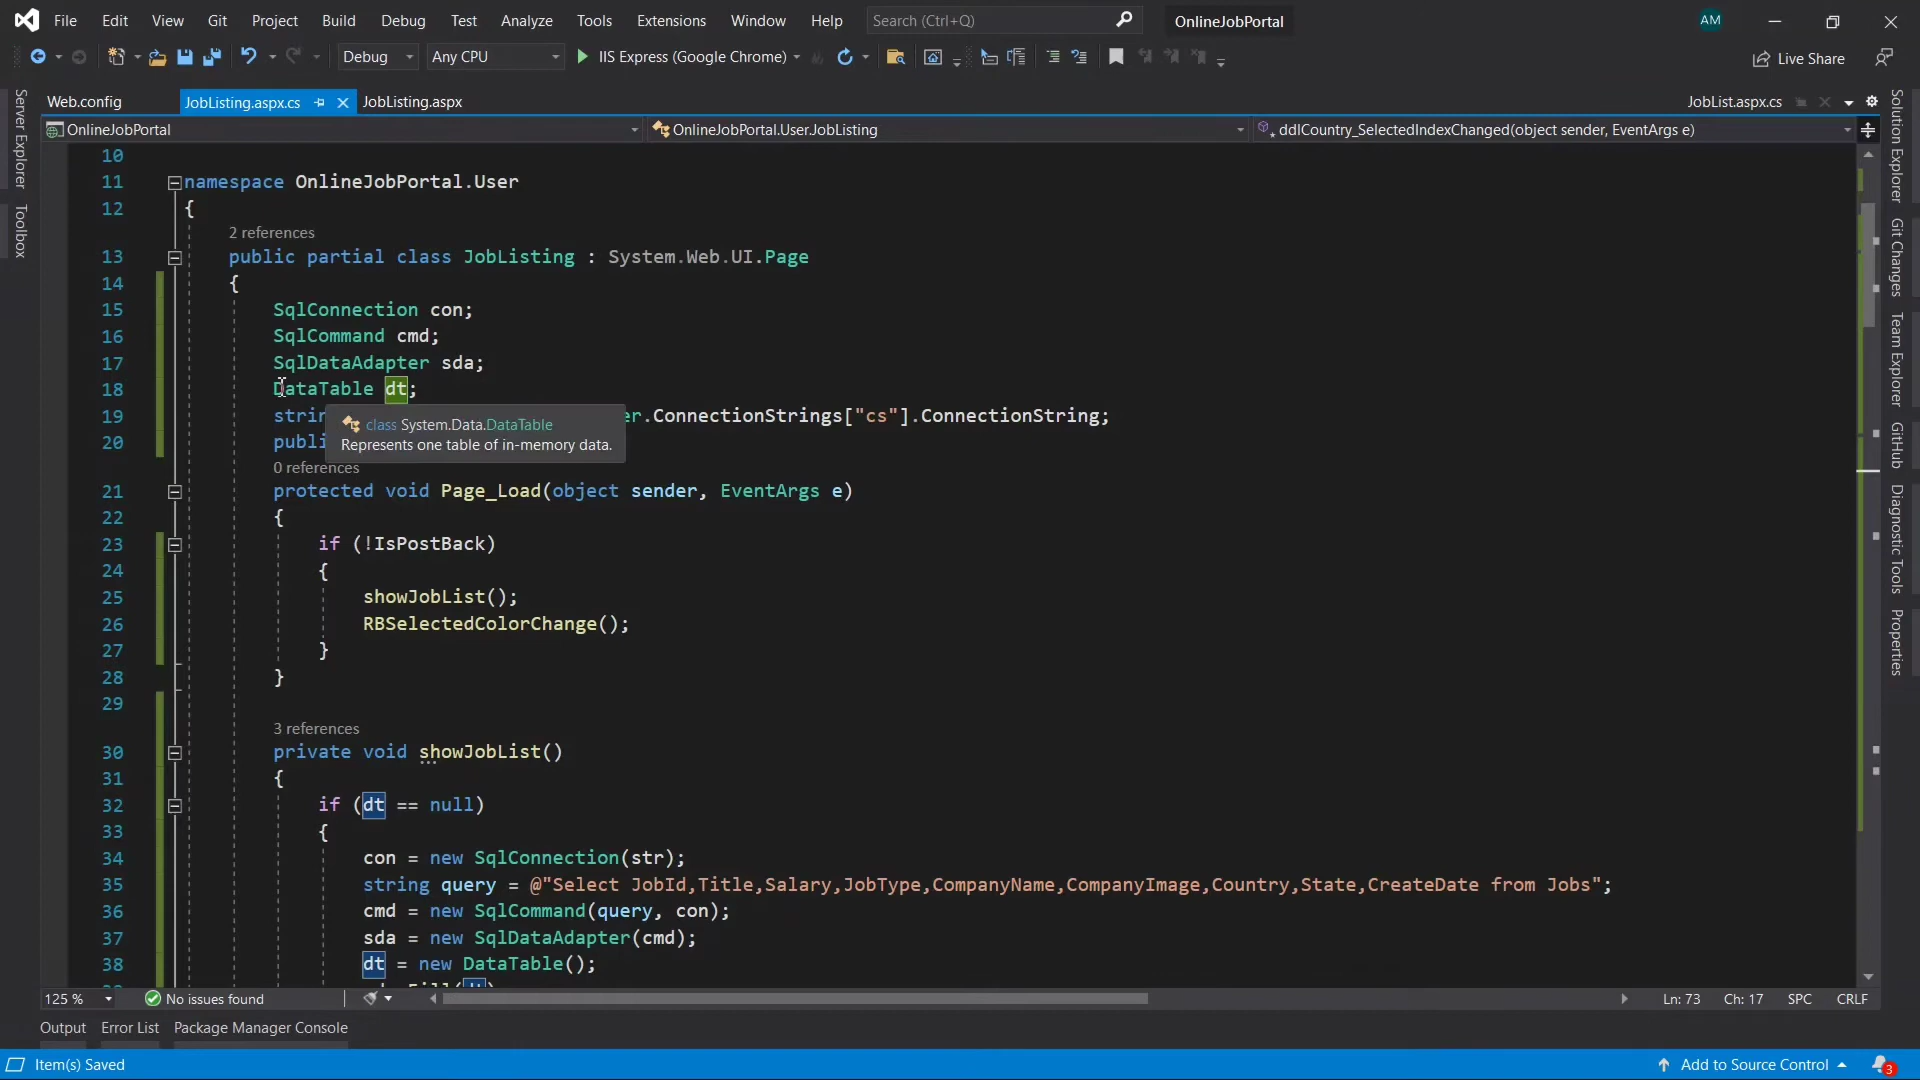 File Edit View Git Project Build Debug Test Analyze Tools Extensions Window Help Search (Ctrl+Q) OnlineJobPortal AM
Debug Any CPU IIS Express (Google Chrome) Live Share
Server Explorer
Toolbox
Web.config JobListing.aspx.cs JobListing.aspx JobList.aspx.cs
OnlineJobPortal OnlineJobPortal.User.JobListing ddlCountry_SelectedIndexChanged(object sender, EventArgs e)
10
11 namespace OnlineJobPortal.User
12 {
2 references
13 public partial class JobListing : System.Web.UI.Page
14 {
15 SqlConnection con;
16 SqlCommand cmd;
17 SqlDataAdapter sda;
18 DataTable dt;
19 strin er.ConnectionStrings["cs"].ConnectionString;
class System.Data.DataTable
Represents one table of in-memory data.
20 publi
0 references
21 protected void Page_Load(object sender, EventArgs e)
22 {
23 if (!IsPostBack)
24 {
25 showJobList();
26 RBSelectedColorChange();
27 }
28 }
29
3 references
30 private void showJobList()
31 {
32 if (dt == null)
33 {
34 con = new SqlConnection(str);
35 string query = @"Select JobId,Title,Salary,JobType,CompanyName,CompanyImage,Country,State,CreateDate from Jobs";
36 cmd = new SqlCommand(query, con);
37 sda = new SqlDataAdapter(cmd);
38 dt = new DataTable();
Solution Explorer
Git Changes
Team Explorer
GitHub
Diagnostic Tools
Properties
125 % No issues found Ln: 73 Ch: 17 SPC CRLF
Output Error List Package Manager Console
Item(s) Saved Add to Source Control 3